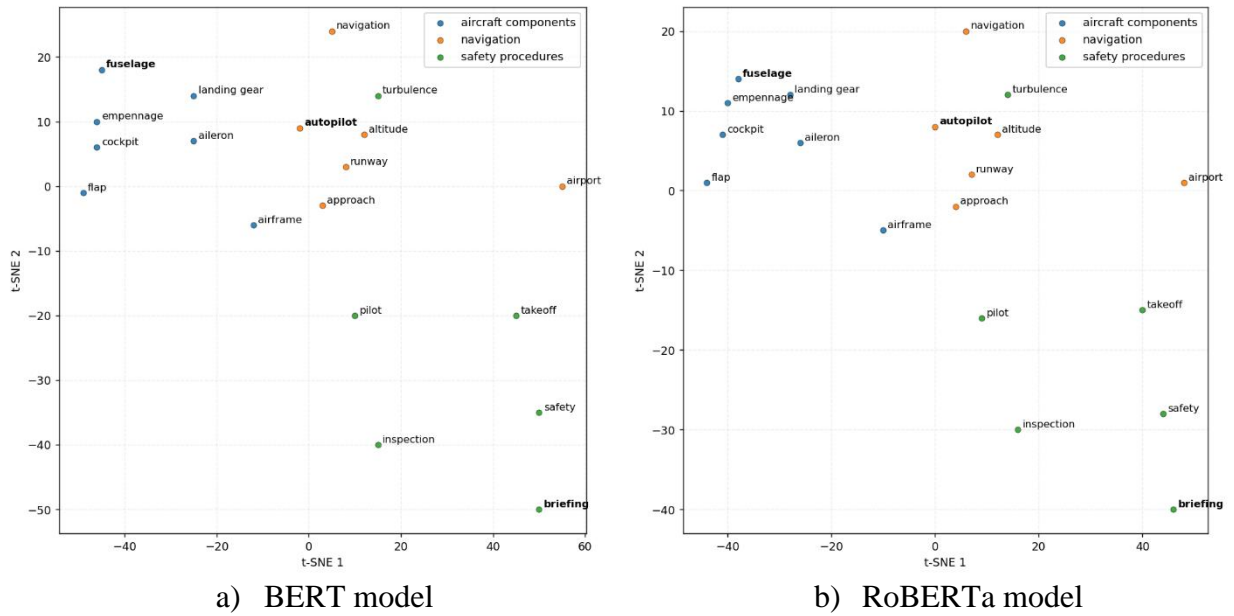 navigation
aircraft components
navigation
safety procedures
20
fuselage
landing gear
turbulence
10
empennage
autopilot
altitude
cockpit
aileron
runway
0
flap
airport
approach
airframe
t-SNE 2
−10
−20
pilot
takeoff
−30
safety
−40
inspection
−50
briefing
−40 −20 0 20 40 60
t-SNE 1
a) BERT model
20
navigation
aircraft components
navigation
safety procedures
fuselage
landing gear
turbulence
10
empennage
autopilot
altitude
cockpit
aileron
runway
0
flap
airport
approach
airframe
t-SNE 2
−10
pilot
takeoff
−20
safety
−30
inspection
−40
briefing
−40 −20 0 20 40
t-SNE 1
b) RoBERTa model